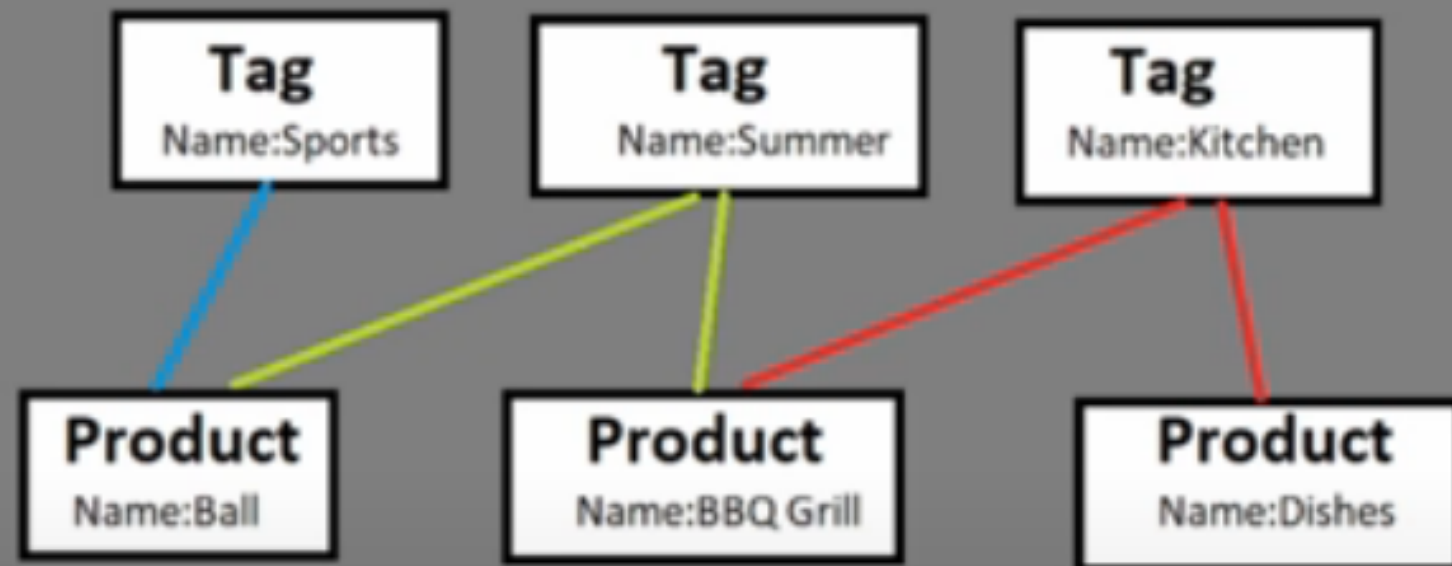 Tag
Name:Sports
Tag
Name:Summer
Tag
Name:Kitchen
Product
Name:Ball
Product
Name:BBQ Grill
Product
Name:Dishes